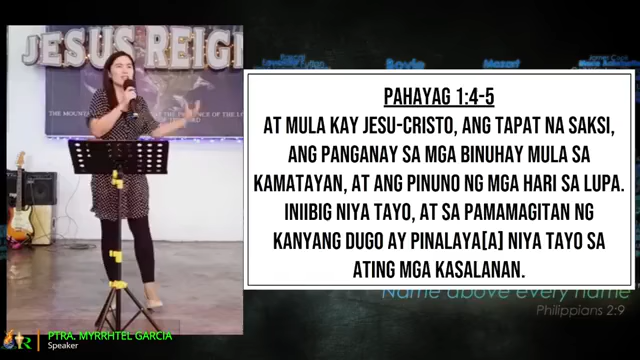 JESUS REIGN
PAHAYAG 1:4-5
AT MULA KAY JESU-CRISTO, ANG TAPAT NA SAKSI,
ANG PANGANAY SA MGA BINUHAY MULA SA
KAMATAYAN, AT ANG PINUNO NG MGA HARI SA LUPA.
INIIBIG NIYA TAYO, AT SA PAMAMAGITAN NG
KANYANG DUGO AY PINALAYA[A] NIYA TAYO SA
ATING MGA KASALANAN.
Name above every name
Philippians 2:9
PTRA. MYRRHTEL GARCIA
Speaker